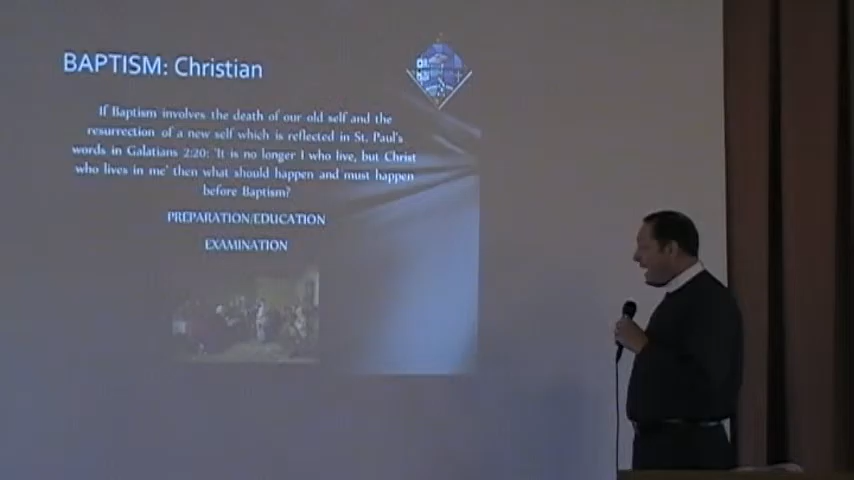 BAPTISM: Christian
If Baptism involves the death of our old self and the
resurrection of a new self which is reflected in St. Paul's
words in Galatians 2:20: 'It is no longer I who live, but Christ
who lives in me' then what should happen and must happen
before Baptism?
PREPARATION/EDUCATION
EXAMINATION